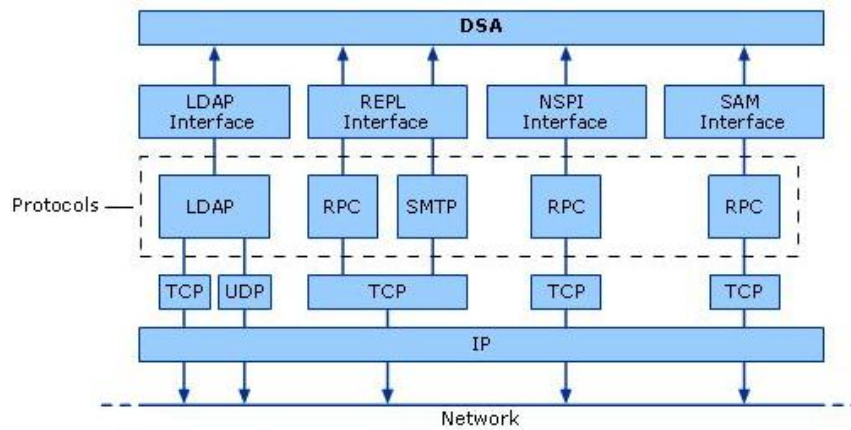 DSA
LDAP
Interface
REPL
Interface
NSPI
Interface
SAM
Interface
Protocols
LDAP
RPC
SMTP
RPC
RPC
TCP
UDP
TCP
TCP
TCP
IP
Network